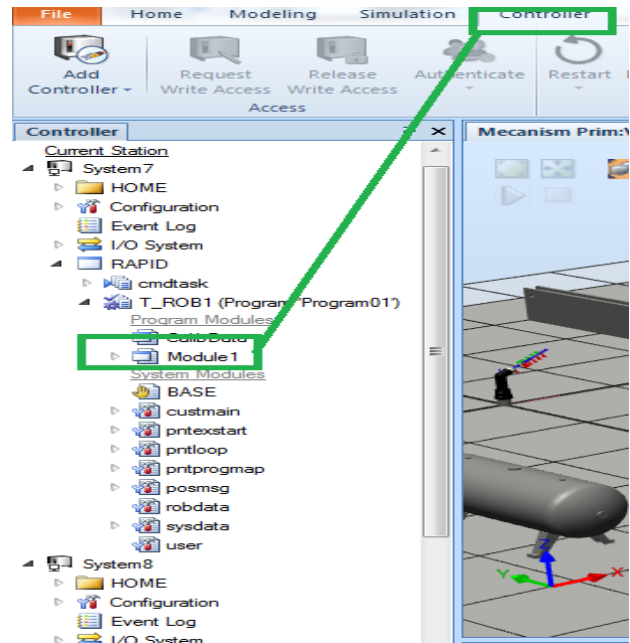 File Home Modeling Simulation Controller
Add Controller Request Write Access Release Write Access Authenticate Restart
Access
Controller Mecanism Prim:V
Current Station
System7
HOME
Configuration
Event Log
I/O System
RAPID
cmdtask
T_ROB1 (Program 'Program01')
Program Modules
CalibData
Module1
System Modules
BASE
custmain
pntexstart
pntloop
pntprogmap
posmsg
robdata
sysdata
user
System8
HOME
Configuration
Event Log
I/O System
Z
Y X